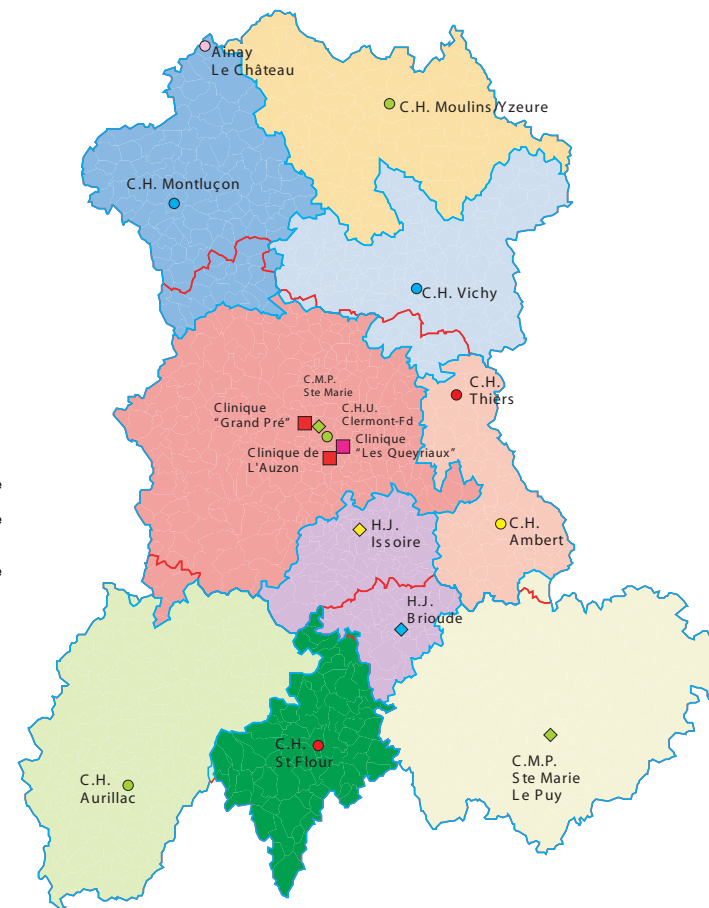 Ainay
Le Château
C.H. Moulins/Yzeure
C.H. Montluçon
C.H. Vichy
C.M.P.
Ste Marie
C.H.
Thiers
Clinique
“Grand Pré”
C.H.U.
Clermont-Fd
Clinique
“Les Queyriaux”
Clinique de
L'Auzon
e
e
e
H.J.
Issoire
C.H.
Ambert
H.J.
Brioude
C.H.
St Flour
C.M.P.
Ste Marie
Le Puy
C.H.
Aurillac